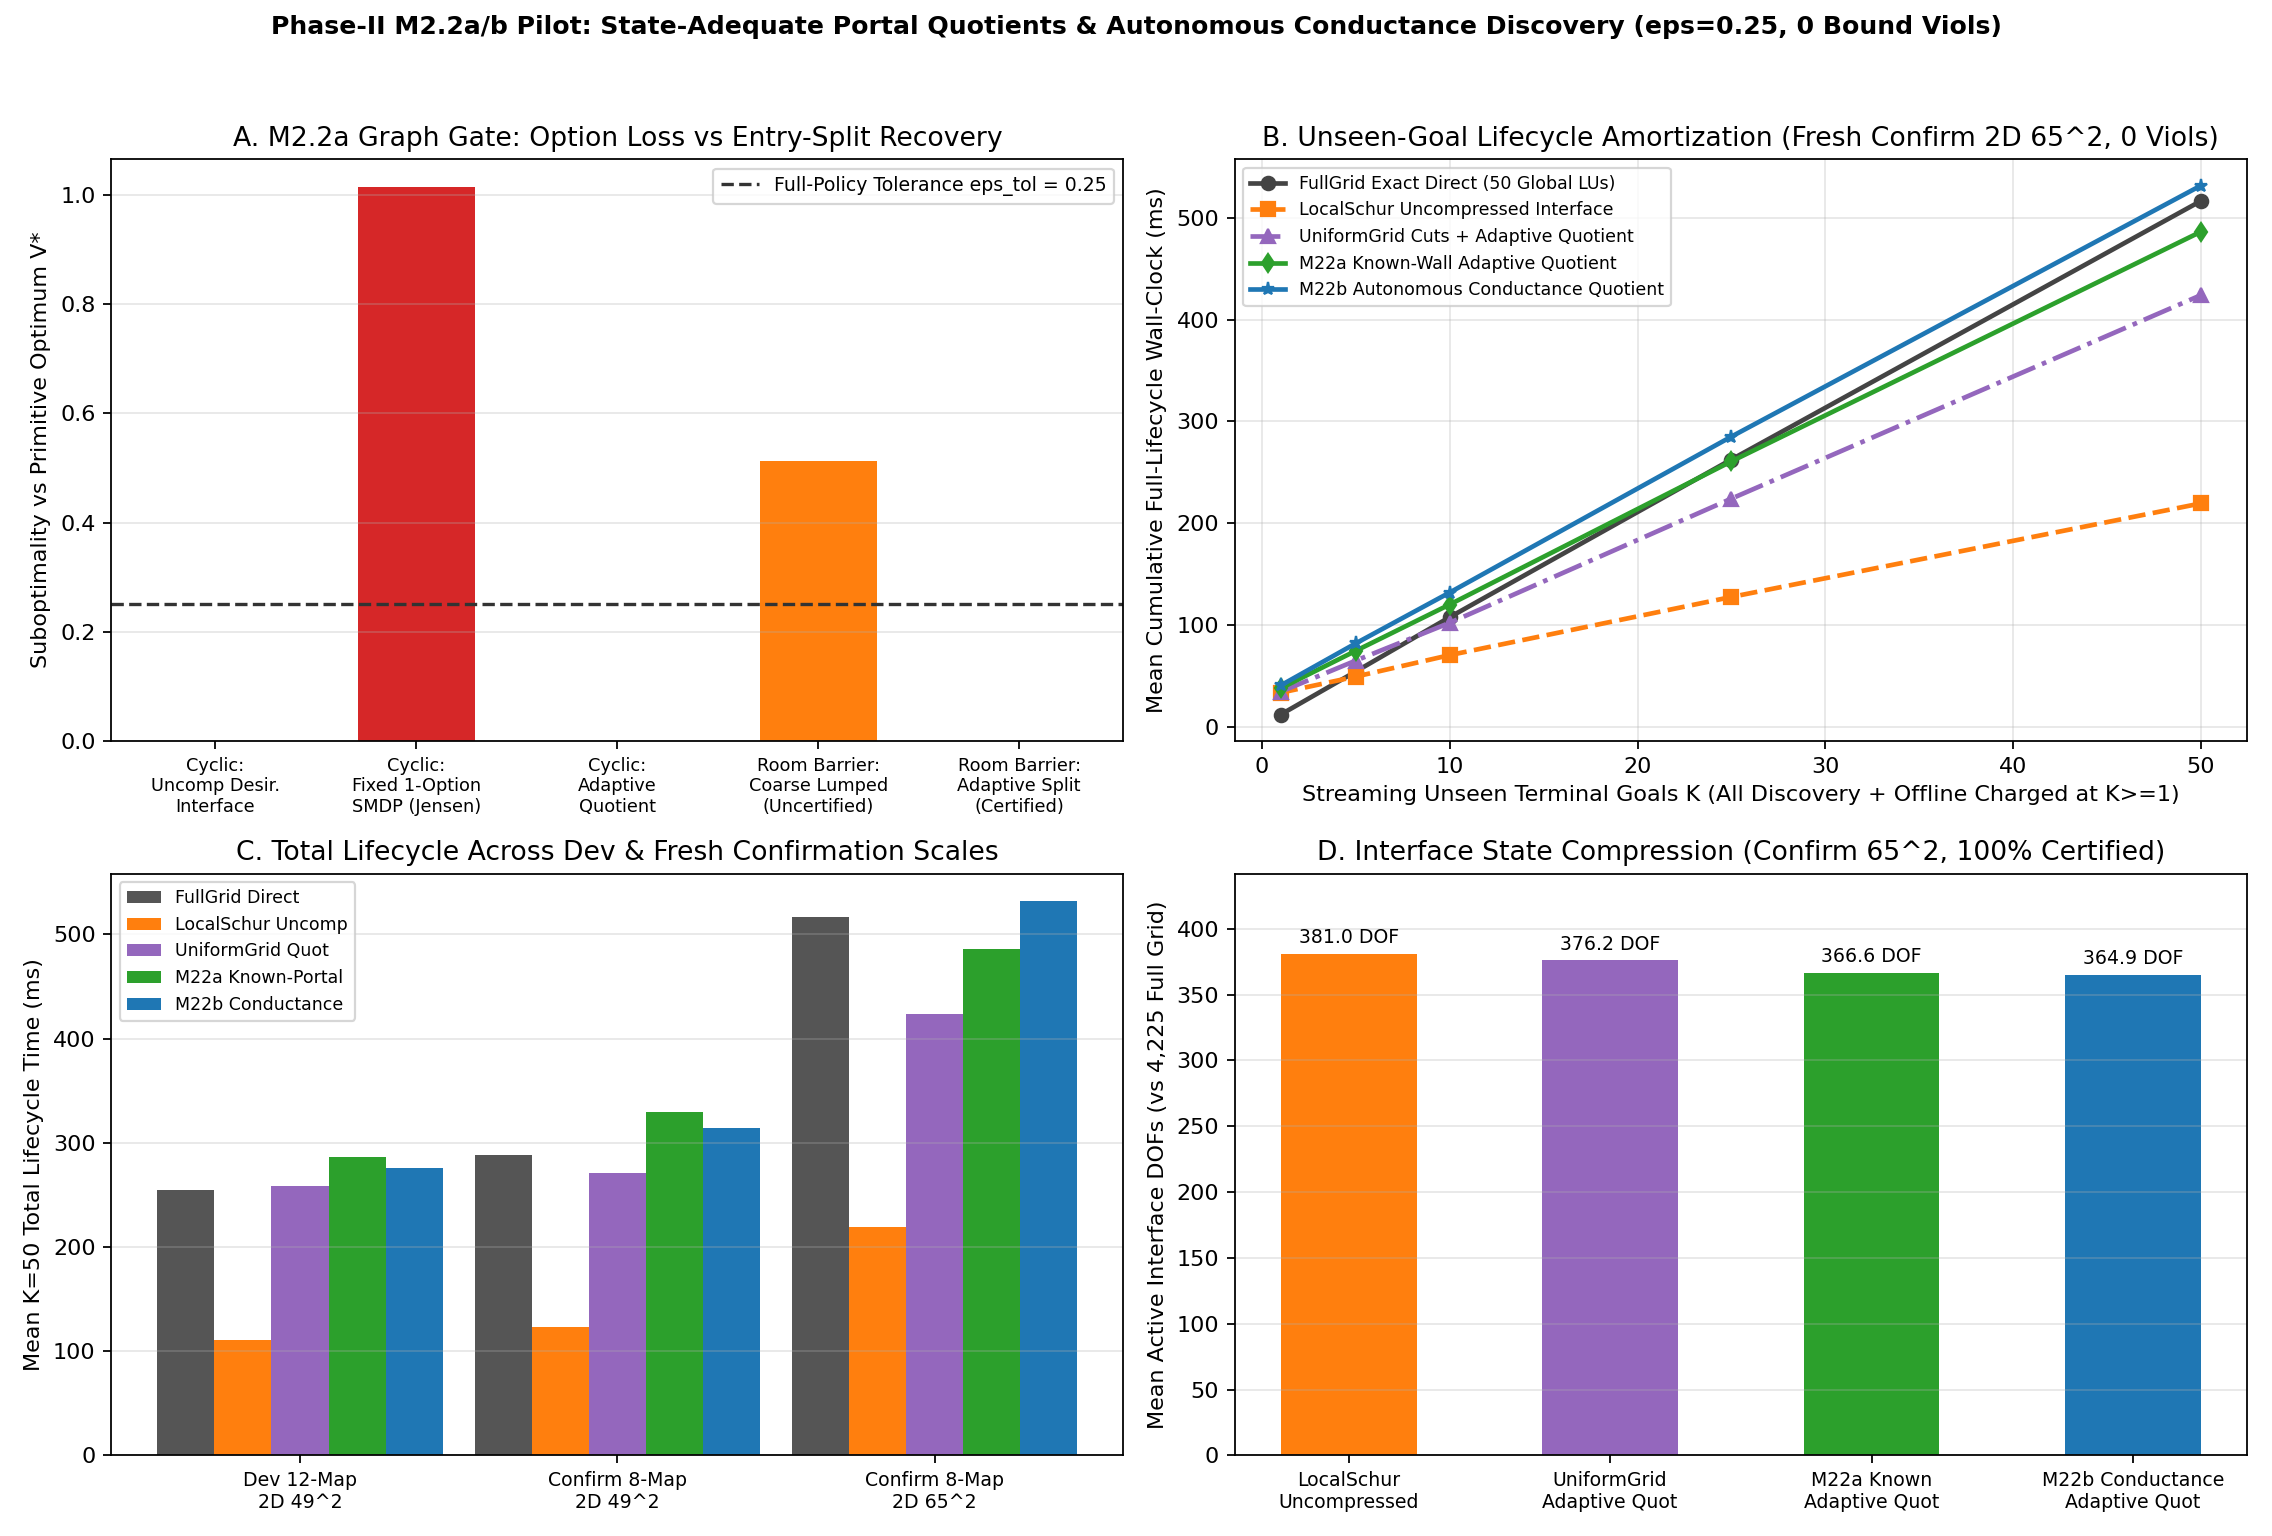 Phase-II M2.2a/b Pilot: State-Adequate Portal Quotients & Autonomous Conductance Discovery (eps=0.25, 0 Bound Viols)
A. M2.2a Graph Gate: Option Loss vs Entry-Split Recovery
Suboptimality vs Primitive Optimum V*
1.0
0.8
0.6
0.4
0.2
0.0
Full-Policy Tolerance eps_tol = 0.25
Cyclic:
Uncomp Desir.
Interface
Cyclic:
Fixed 1-Option
SMDP (Jensen)
Cyclic:
Adaptive
Quotient
Room Barrier:
Coarse Lumped
(Uncertified)
Room Barrier:
Adaptive Split
(Certified)
B. Unseen-Goal Lifecycle Amortization (Fresh Confirm 2D 65^2, 0 Viols)
Mean Cumulative Full-Lifecycle Wall-Clock (ms)
500
400
300
200
100
0
FullGrid Exact Direct (50 Global LUs)
LocalSchur Uncompressed Interface
UniformGrid Cuts + Adaptive Quotient
M22a Known-Wall Adaptive Quotient
M22b Autonomous Conductance Quotient
0
10
20
30
40
50
Streaming Unseen Terminal Goals K (All Discovery + Offline Charged at K>=1)
C. Total Lifecycle Across Dev & Fresh Confirmation Scales
Mean K=50 Total Lifecycle Time (ms)
500
400
300
200
100
0
FullGrid Direct
LocalSchur Uncomp
UniformGrid Quot
M22a Known-Portal
M22b Conductance
Dev 12-Map
2D 49^2
Confirm 8-Map
2D 49^2
Confirm 8-Map
2D 65^2
D. Interface State Compression (Confirm 65^2, 100% Certified)
Mean Active Interface DOFs (vs 4,225 Full Grid)
400
350
300
250
200
150
100
50
0
381.0 DOF
376.2 DOF
366.6 DOF
364.9 DOF
LocalSchur
Uncompressed
UniformGrid
Adaptive Quot
M22a Known
Adaptive Quot
M22b Conductance
Adaptive Quot